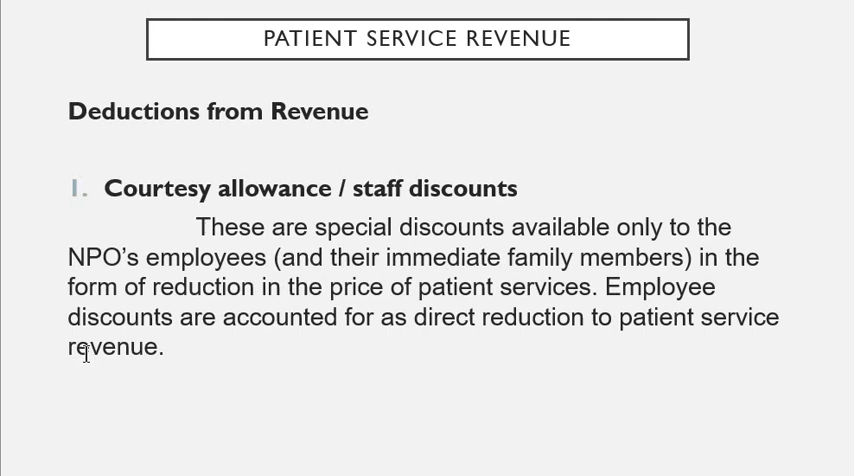 PATIENT SERVICE REVENUE
Deductions from Revenue
1. Courtesy allowance / staff discounts
These are special discounts available only to the
NPO’s employees (and their immediate family members) in the
form of reduction in the price of patient services. Employee
discounts are accounted for as direct reduction to patient service
revenue.